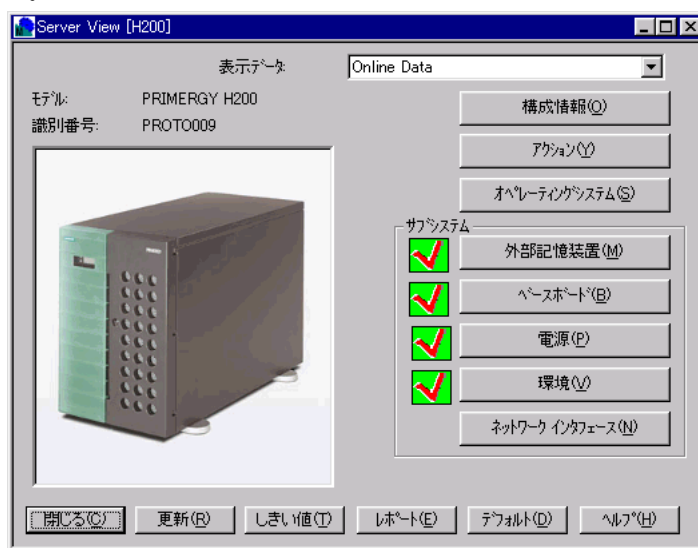 Server View [H200]
表示ﾃﾞｰﾀ:
Online Data
ﾓﾃﾞﾙ:
PRIMERGY H200
識別番号:
PROTO009
構成情報(O)
ｱｸｼｮﾝ(Y)
ｵﾍﾟﾚｰﾃｨﾝｸﾞｼｽﾃﾑ(S)
ｻﾌﾞｼｽﾃﾑ
外部記憶装置(M)
ﾍﾞｰｽﾎﾞｰﾄﾞ(B)
電源(P)
環境(V)
ﾈｯﾄﾜｰｸ ｲﾝﾀﾌｪｰｽ(N)
閉じる(C)
更新(R)
しきい値(T)
ﾚﾎﾟｰﾄ(E)
ﾃﾞﾌｫﾙﾄ(D)
ﾍﾙﾌﾟ(H)